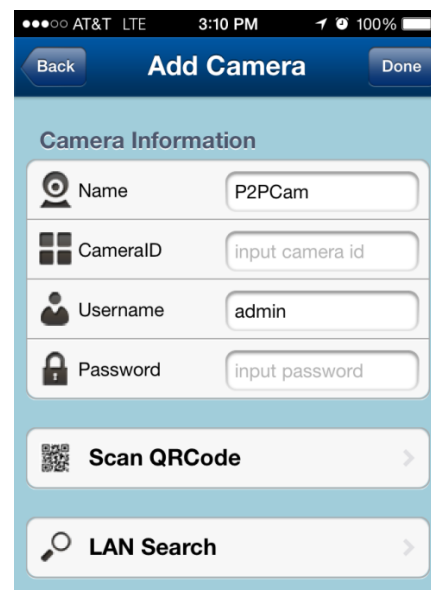 AT&T LTE 3:10 PM 100%
Back Add Camera Done
Camera Information
Name P2PCam
CameraID input camera id
Username admin
Password input password
Scan QRCode
LAN Search